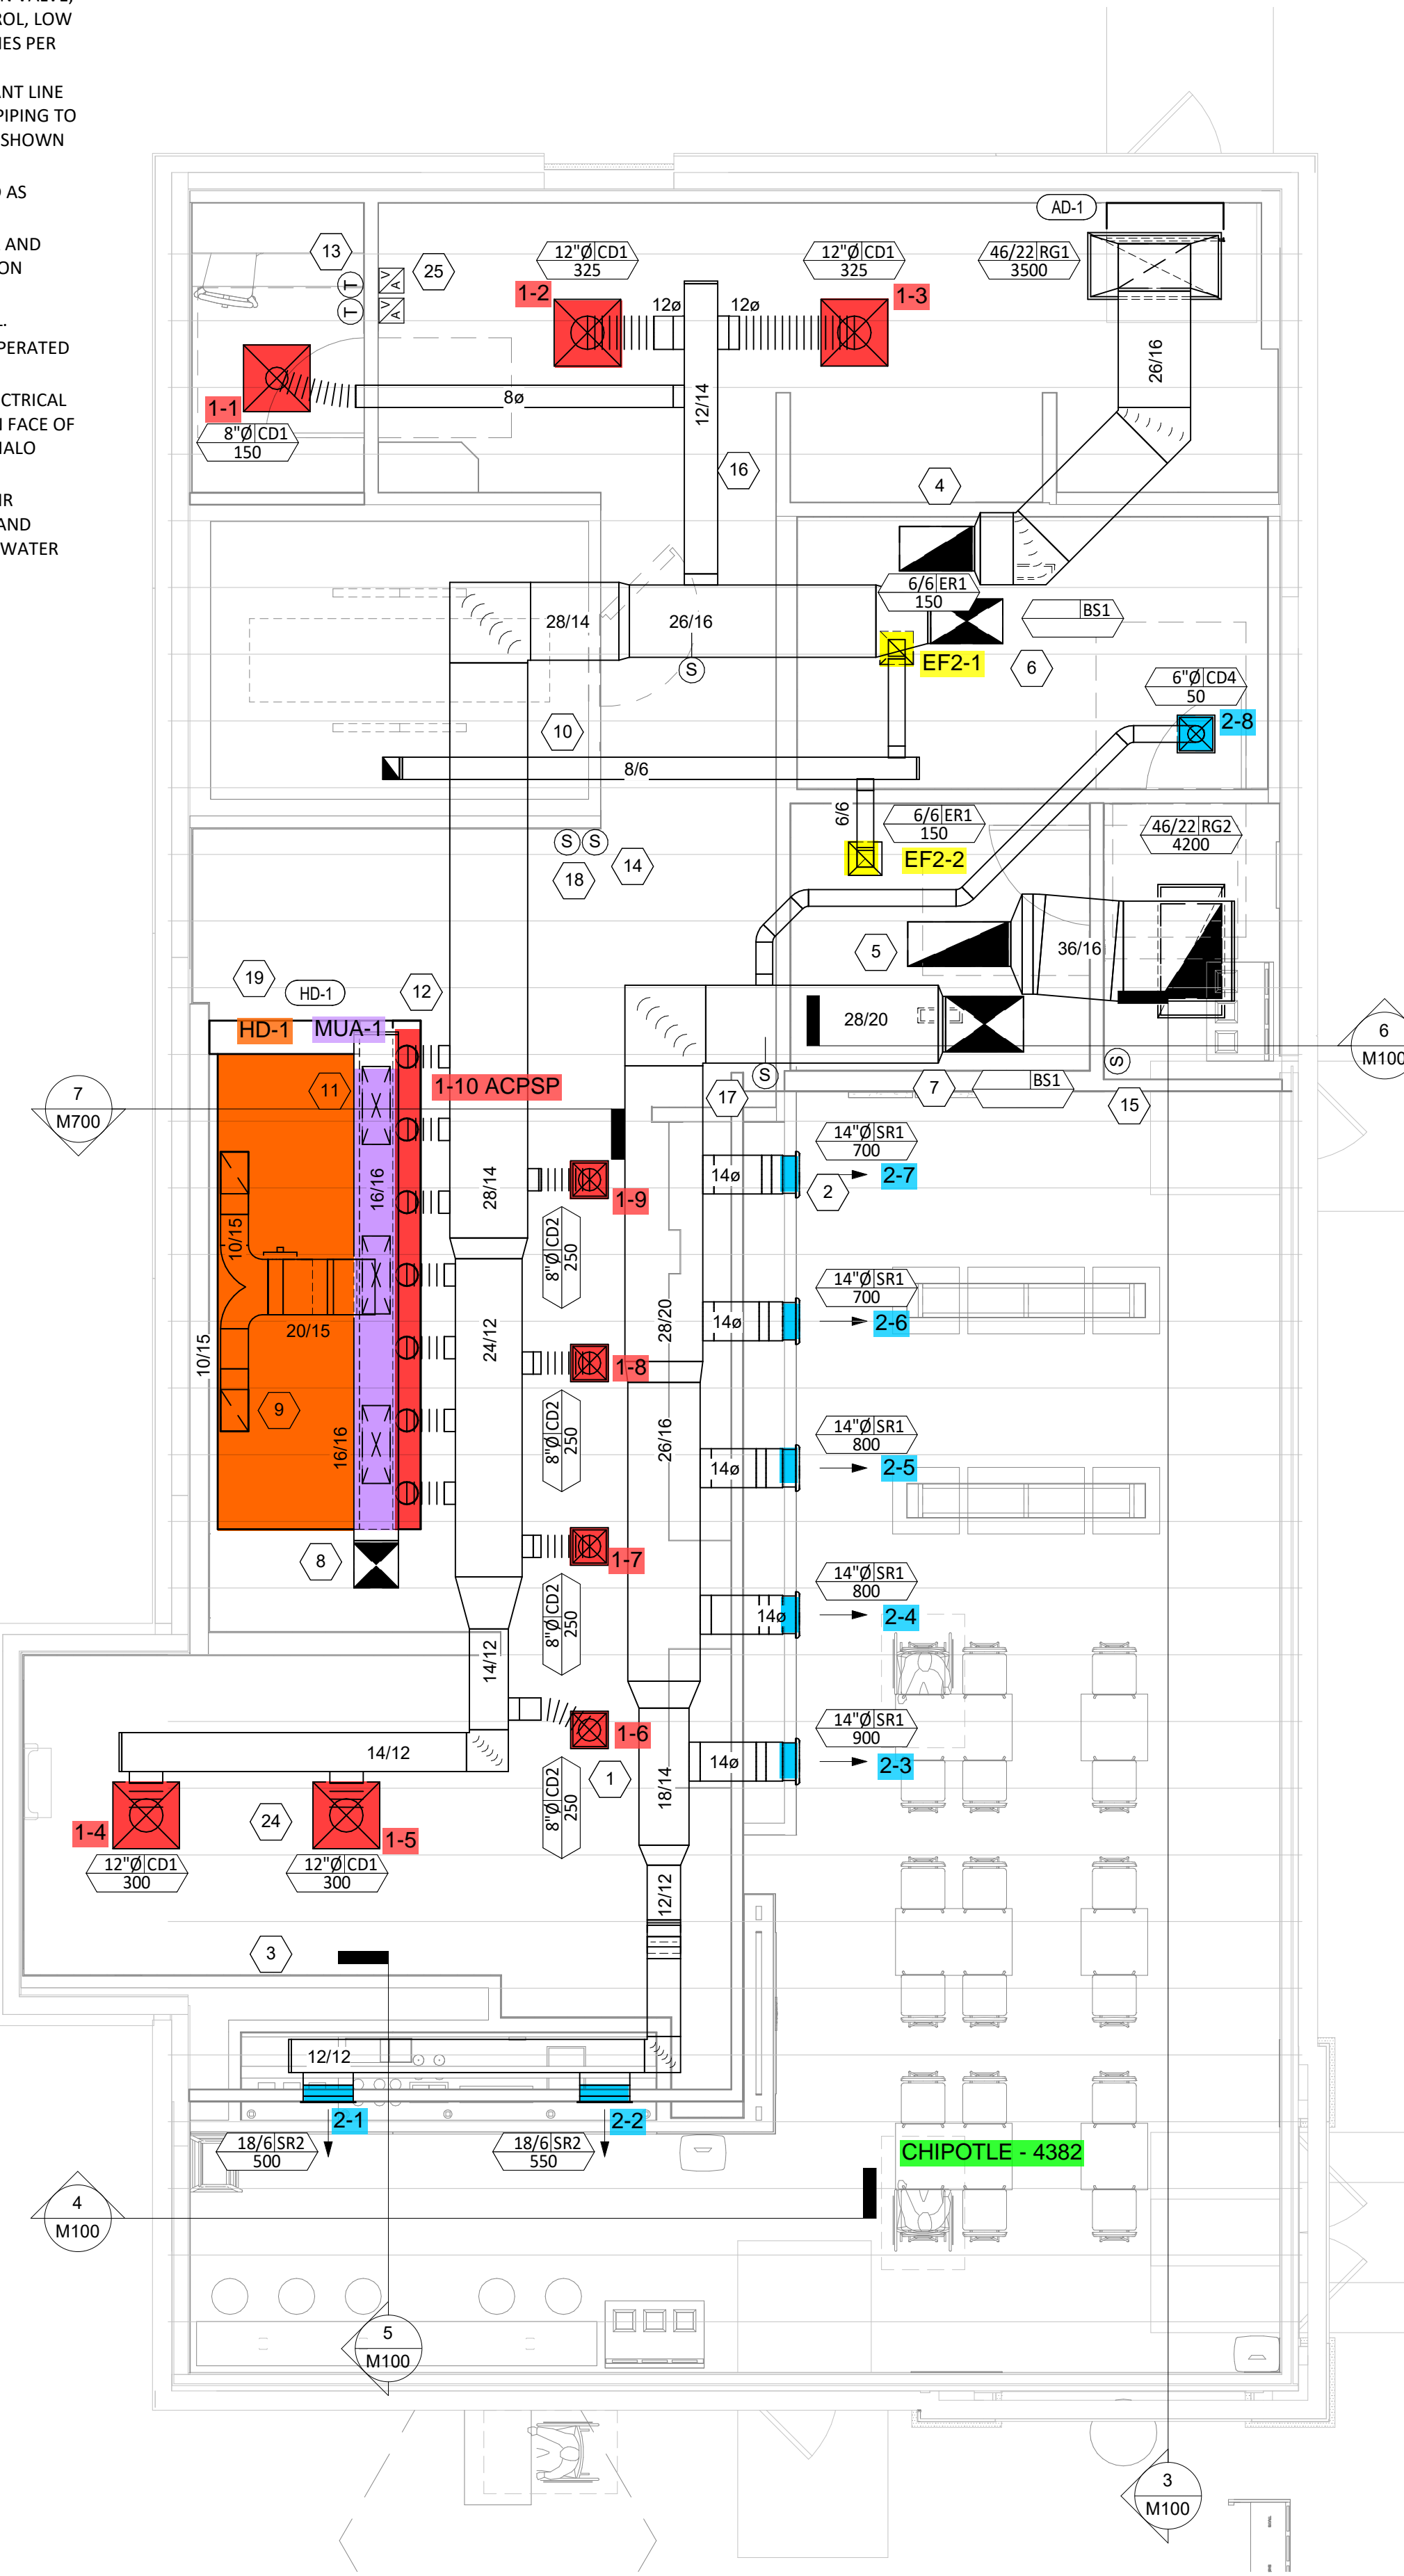 ROL, LOW
IES PER
ANT LINE
PIPING TO
SHOWN
AS
AND
ON
PERATED
CTRICAL
FACE OF
HALO
IR
AND
WATER
AD-1
13
25
12"Ø CD1
325
12"Ø CD1
325
46/22 RG1
3500
T
T
A V
A V
1-2
1-3
12ø
12ø
26/16
1-1
8ø
12/14
8"Ø CD1
150
16
4
6/6 ER1
150
BS1
28/14
26/16
S
EF2-1
6
6"Ø CD4
50
2-8
10
8/6
6/6
6/6 ER1
150
46/22 RG2
4200
S
S
18
14
EF2-2
5
36/16
19
HD-1
12
28/20
6
M100
HD-1
MUA-1
S
S
11
1-10 ACPSP
7
M700
17
7
BS1
15
14"Ø SR1
700
14ø
2
2-7
16/16
28/14
1-9
10/15
8"Ø CD2
250
14"Ø SR1
700
14ø
2-6
20/15
10/15
24/12
28/20
1-8
9
16/16
8"Ø CD2
250
26/16
14"Ø SR1
800
14ø
2-5
8
1-7
8"Ø CD2
250
14"Ø SR1
800
14ø
2-4
14/12
1-6
14"Ø SR1
900
14/12
1
14ø
2-3
8"Ø CD2
250
18/14
1-4
24
1-5
12"Ø CD1
300
12"Ø CD1
300
12/12
3
12/12
2-1
2-2
18/6 SR2
500
18/6 SR2
550
CHIPOTLE - 4382
4
M100
5
M100
3
M100